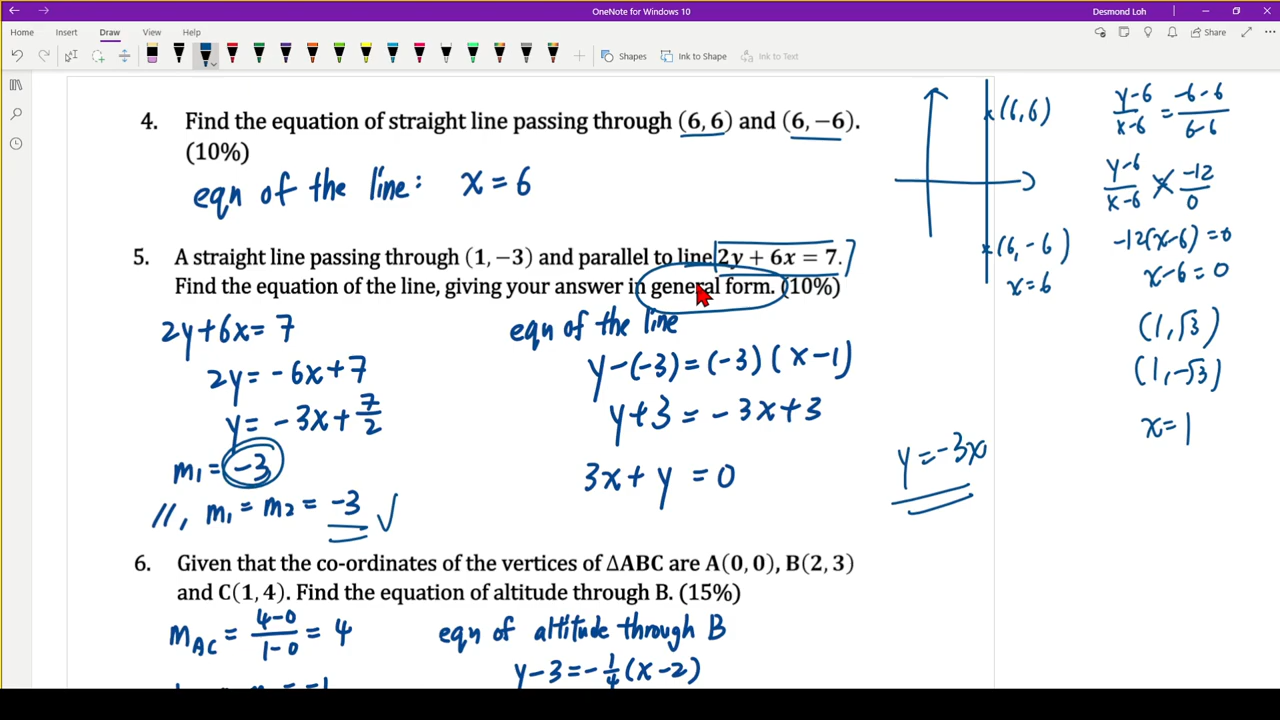 OneNote for Windows 10
Desmond Loh
Home Insert Draw View Help
Share
Shapes
Ink to Shape
Ink to Text
4. Find the equation of straight line passing through (6, 6) and (6, −6).
(10%)
eqn of the line: x = 6
5. A straight line passing through (1, −3) and parallel to line 2y + 6x = 7.
Find the equation of the line, giving your answer in general form. (10%)
2y+6x = 7
2y = -6x+7
y = -3x + 7/2
m₁ = -3
//, m₁ = m₂ = -3 ✓
eqn of the line
y-(-3) = (-3)(x-1)
y+3 = -3x+3
3x + y = 0
y = -3x
(6,6)
(6,-6)
x = 6
y-6/x-6 = -6-6/6-6
y-6/x-6 = -12/0
-12(x-6) = 0
x-6 = 0
(1,√3)
(1,-√3)
x = 1
6. Given that the co-ordinates of the vertices of ΔABC are A(0, 0), B(2, 3)
and C(1, 4). Find the equation of altitude through B. (15%)
m_AC = 4-0/1-0 = 4
eqn of altitude through B
y-3 = -1/4 (x-2)